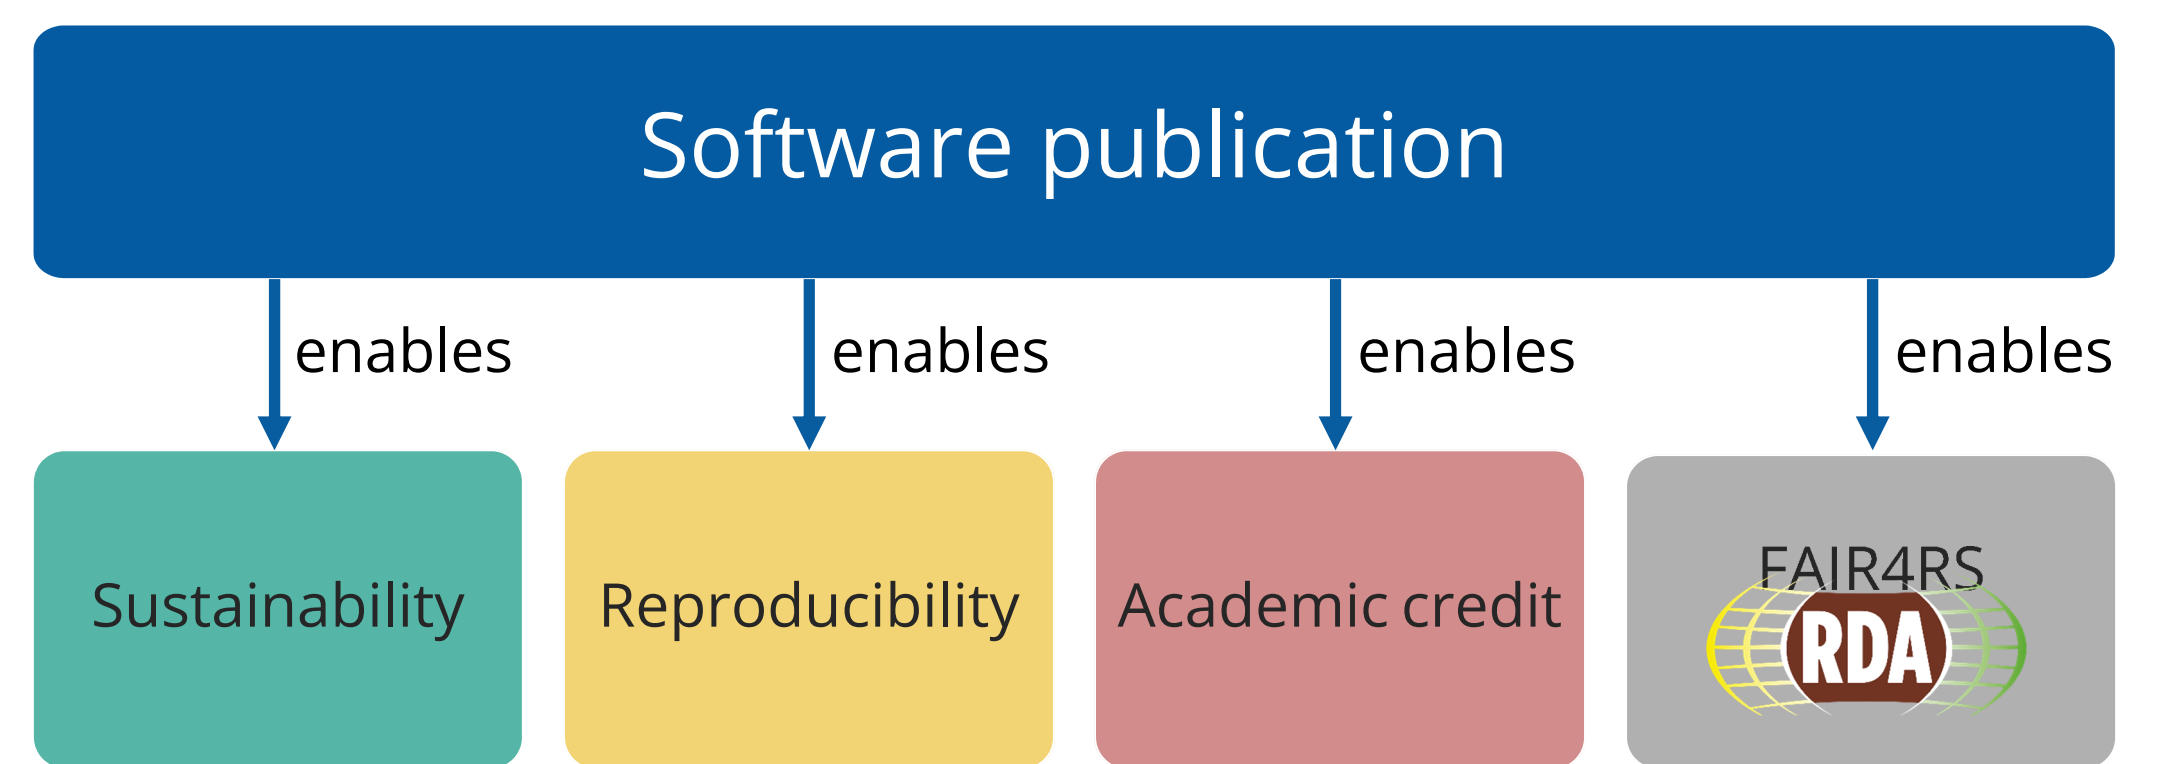 Software publication
enables enables enables enables
Sustainability Reproducibility Academic credit FAIR4RS
RDA